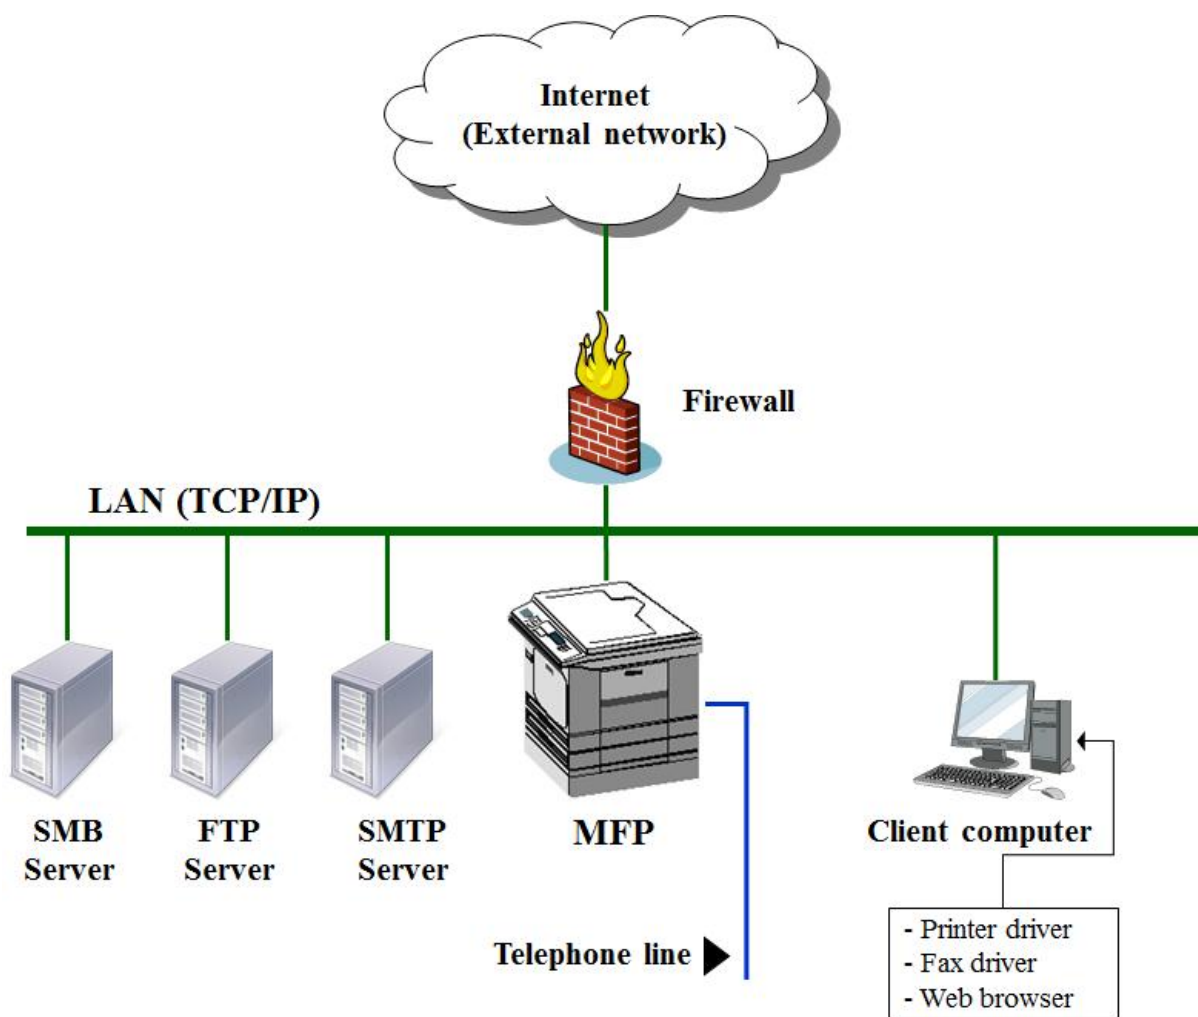 Internet
(External network)
Firewall
LAN (TCP/IP)
SMB
Server
FTP
Server
SMTP
Server
MFP
Client computer
Telephone line
- Printer driver
- Fax driver
- Web browser